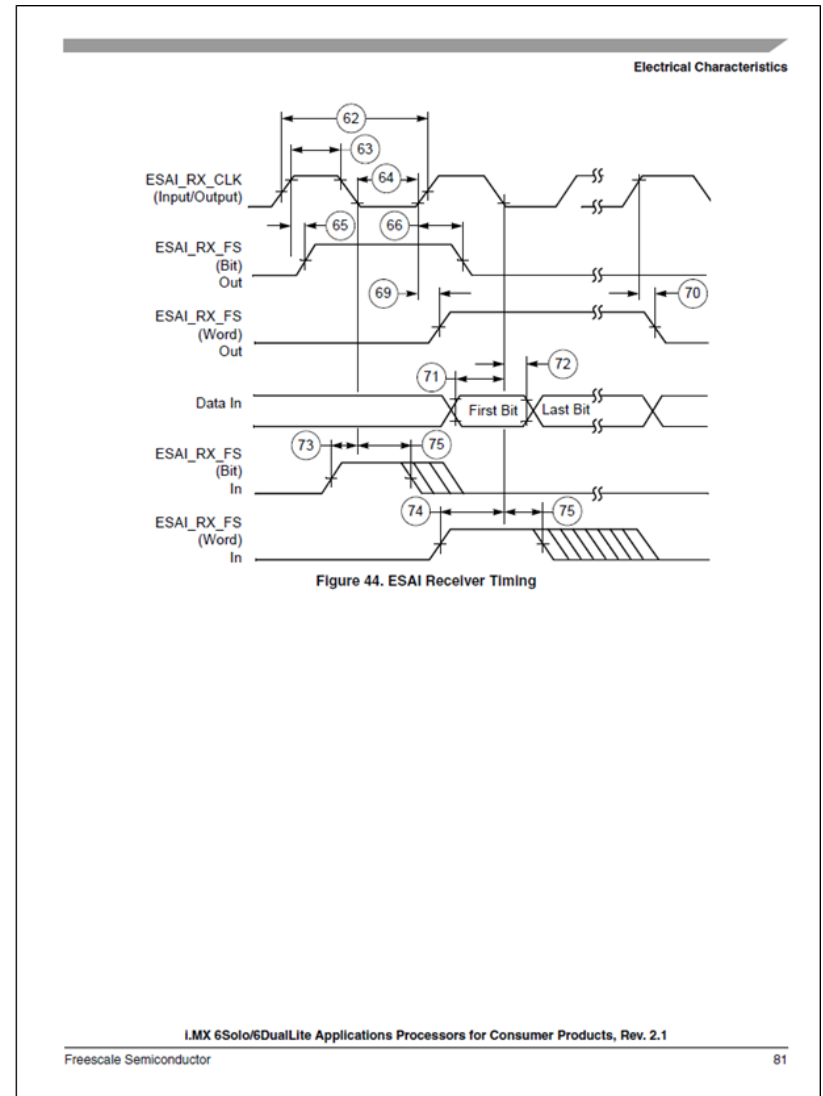 Electrical Characteristics
62
63
ESAI_RX_CLK
(Input/Output)
64
ESAI_RX_FS
(Bit)
Out
65
66
ESAI_RX_FS
(Word)
Out
69
70
71
72
Data In
First Bit
Last Bit
ESAI_RX_FS
(Bit)
In
73
75
ESAI_RX_FS
(Word)
In
74
75
Figure 44. ESAI Receiver Timing
i.MX 6Solo/6DualLite Applications Processors for Consumer Products, Rev. 2.1
Freescale Semiconductor
81